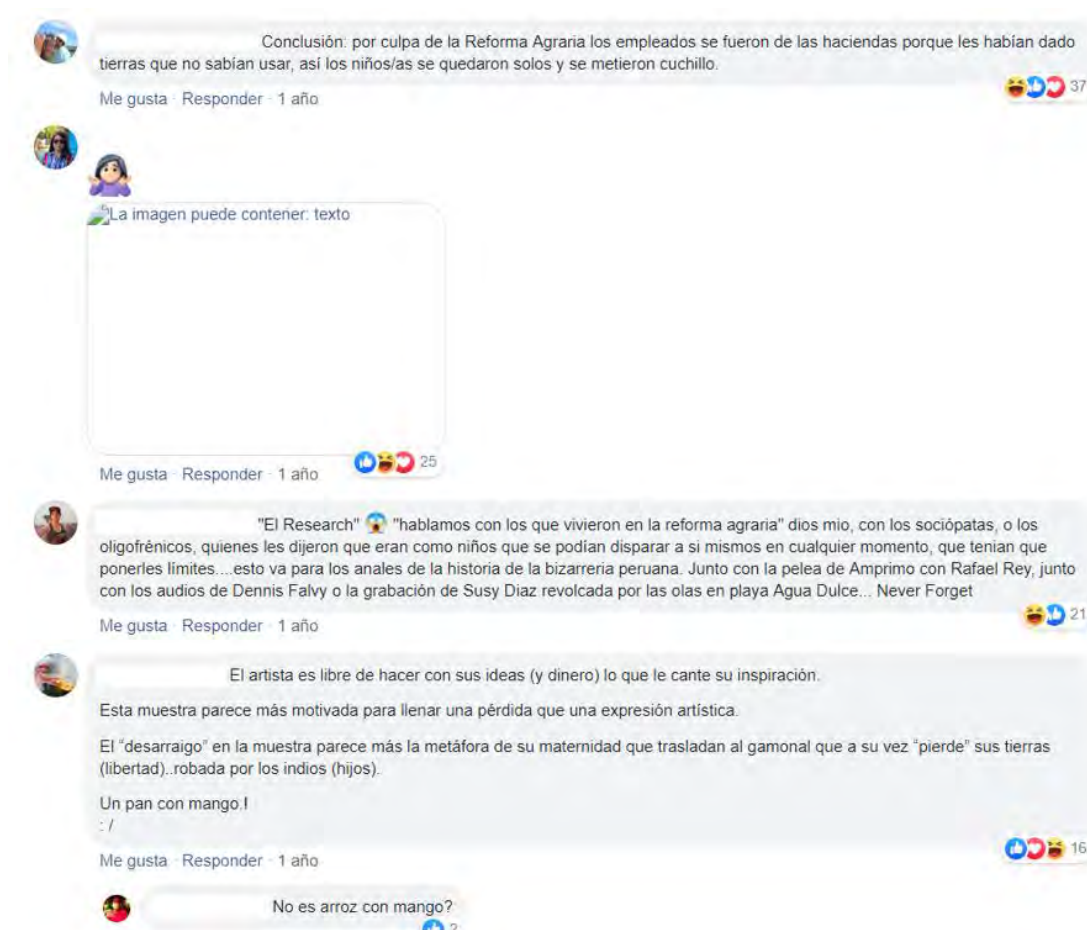 Conclusión: por culpa de la Reforma Agraria los empleados se fueron de las haciendas porque les habían dado
tierras que no sabían usar, así los niños/as se quedaron solos y se metieron cuchillo.
37
Me gusta · Responder · 1 año
La imagen puede contener: texto
25
Me gusta · Responder · 1 año
"El Research" 😱 "hablamos con los que vivieron en la reforma agraria" dios mio, con los sociópatas, o los
oligofrénicos, quienes les dijeron que eran como niños que se podían disparar a si mismos en cualquier momento, que tenian que
ponerles límites....esto va para los anales de la historia de la bizarreria peruana. Junto con la pelea de Amprimo con Rafael Rey, junto
con los audios de Dennis Falvy o la grabación de Susy Diaz revolcada por las olas en playa Agua Dulce... Never Forget
21
Me gusta · Responder · 1 año
El artista es libre de hacer con sus ideas (y dinero) lo que le cante su inspiración.
Esta muestra parece más motivada para llenar una pérdida que una expresión artística.
El “desarraigo” en la muestra parece más la metáfora de su maternidad que trasladan al gamonal que a su vez “pierde” sus tierras
(libertad)..robada por los indios (hijos).
Un pan con mango.!
: /
16
Me gusta · Responder · 1 año
No es arroz con mango?